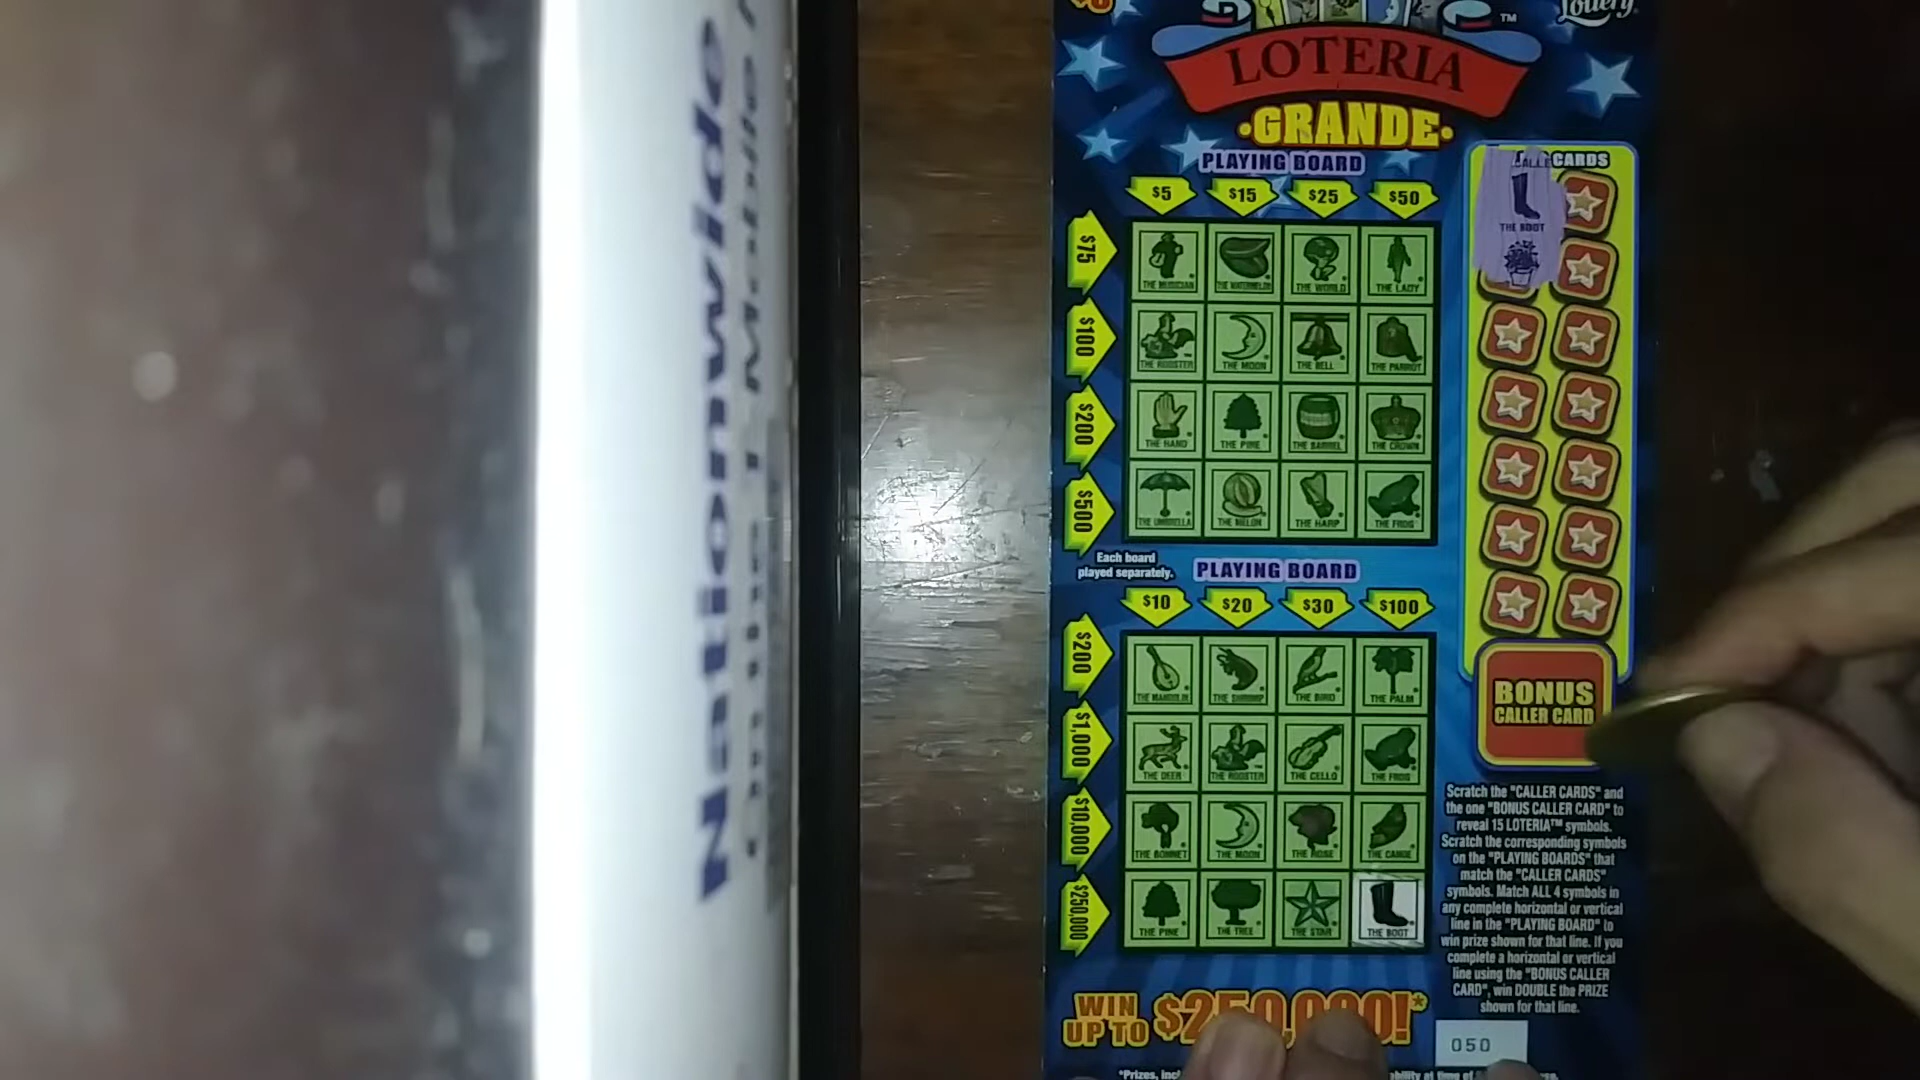 Nationwide
Lottery
LOTERIA
TM
·GRANDE·
PLAYING BOARD
CARDS
$5 $15 $25 $50
THE BOOT
$75
THE MUSICIAN THE WATERMELON THE WORLD THE LADY
$100
THE ROOSTER THE MOON THE BELL THE PARROT
$200
THE HAND THE PINE THE BARREL THE CROWN
$500
THE UMBRELLA THE MELON THE HARP THE FROG
Each board
played separately.
PLAYING BOARD
$10 $20 $30 $100
$200
THE MANDOLIN THE SHRIMP THE BIRD THE PALM
$1,000
THE DEER THE ROOSTER THE CELLO THE FROG
$10,000
THE BONNET THE MOON THE ROSE THE CANOE
$250,000
THE PINE THE TREE THE STAR THE BOOT
BONUS
CALLER CARD
Scratch the "CALLER CARDS" and
the one "BONUS CALLER CARD" to
reveal 15 LOTERIA™ symbols.
Scratch the corresponding symbols
on the "PLAYING BOARDS" that
match the "CALLER CARDS"
symbols. Match ALL 4 symbols in
any complete horizontal or vertical
line in the "PLAYING BOARD" to
win prize shown for that line. If you
complete a horizontal or vertical
line using the "BONUS CALLER
CARD", win DOUBLE the PRIZE
shown for that line.
WIN
UP TO $250,000!*
050
*Prizes,